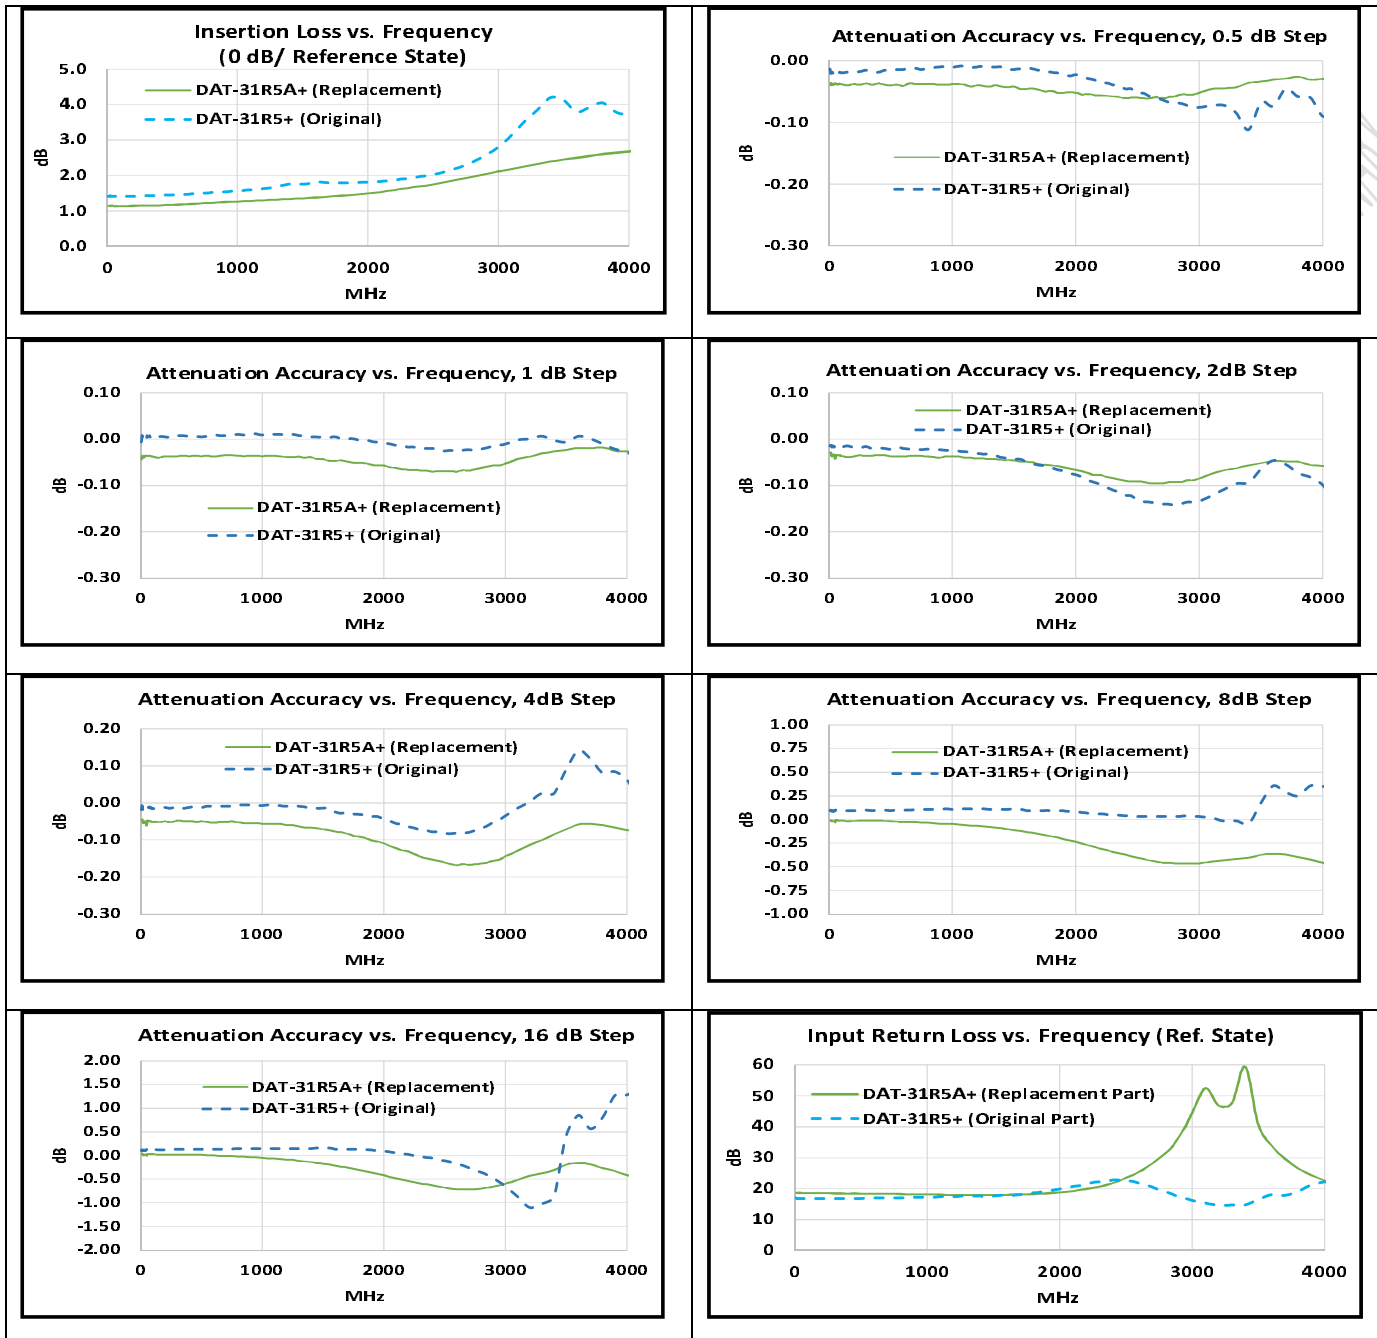 Insertion Loss vs. Frequency
(0 dB/ Reference State)
5.0
4.0
3.0
2.0
1.0
0.0
dB
DAT-31R5A+ (Replacement)
DAT-31R5+ (Original)
0 1000 2000 3000 4000
MHz
Attenuation Accuracy vs. Frequency, 0.5 dB Step
0.00
-0.10
-0.20
-0.30
dB
DAT-31R5A+ (Replacement)
DAT-31R5+ (Original)
0 1000 2000 3000 4000
MHz
Attenuation Accuracy vs. Frequency, 1 dB Step
0.10
0.00
-0.10
-0.20
-0.30
dB
DAT-31R5A+ (Replacement)
DAT-31R5+ (Original)
0 1000 2000 3000 4000
MHz
Attenuation Accuracy vs. Frequency, 2dB Step
0.10
0.00
-0.10
-0.20
-0.30
dB
DAT-31R5A+ (Replacement)
DAT-31R5+ (Original)
0 1000 2000 3000 4000
MHz
Attenuation Accuracy vs. Frequency, 4dB Step
0.20
0.10
0.00
-0.10
-0.20
-0.30
dB
DAT-31R5A+ (Replacement)
DAT-31R5+ (Original)
0 1000 2000 3000 4000
MHz
Attenuation Accuracy vs. Frequency, 8dB Step
1.00
0.75
0.50
0.25
0.00
-0.25
-0.50
-0.75
-1.00
dB
DAT-31R5A+ (Replacement)
DAT-31R5+ (Original)
0 1000 2000 3000 4000
MHz
Attenuation Accuracy vs. Frequency, 16 dB Step
2.00
1.50
1.00
0.50
0.00
-0.50
-1.00
-1.50
-2.00
dB
DAT-31R5A+ (Replacement)
DAT-31R5+ (Original)
0 1000 2000 3000 4000
MHz
Input Return Loss vs. Frequency (Ref. State)
60
50
40
30
20
10
0
dB
DAT-31R5A+ (Replacement Part)
DAT-31R5+ (Original Part)
0 1000 2000 3000 4000
MHz